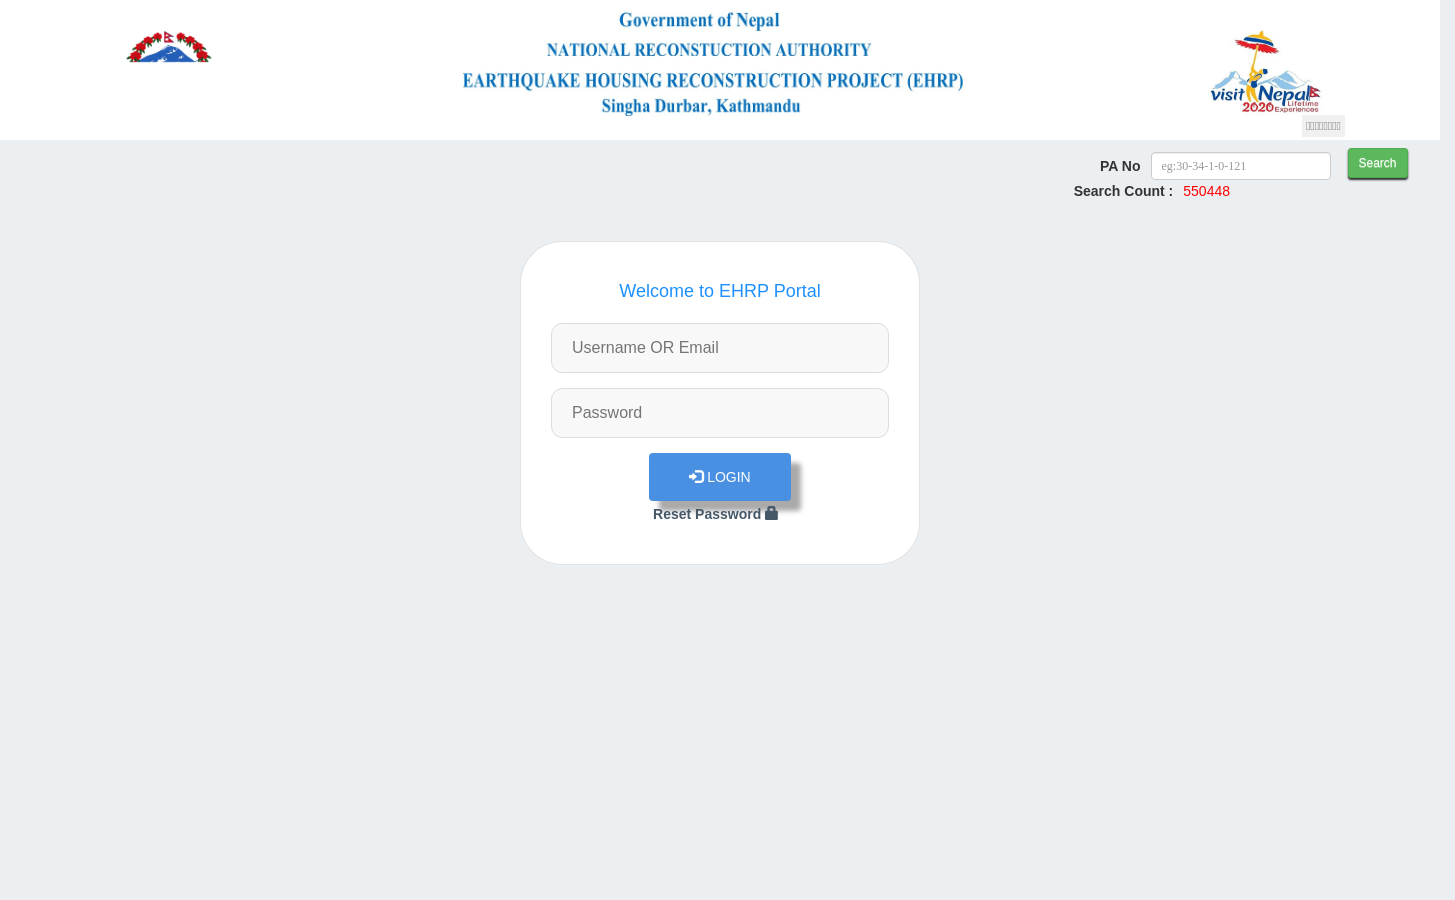 Government of Nepal
NATIONAL RECONSTUCTION AUTHORITY
EARTHQUAKE HOUSING RECONSTRUCTION PROJECT (EHRP)
Singha Durbar, Kathmandu
visit Nepal
2020 Lifetime Experiences
PA No eg:30-34-1-0-121 Search
Search Count : 550448
Welcome to EHRP Portal
Username OR Email
Password
LOGIN
Reset Password